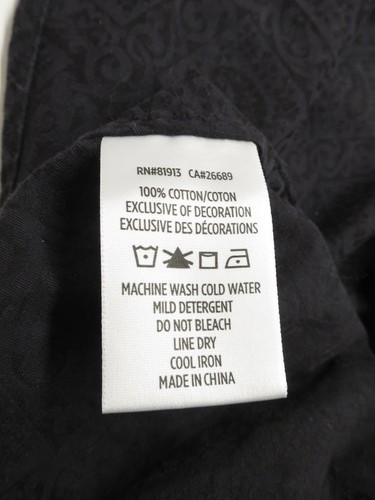 RN#81913 CA#26689
100% COTTON/COTON
EXCLUSIVE OF DECORATION
EXCLUSIVE DES DÉCORATIONS
MACHINE WASH COLD WATER
MILD DETERGENT
DO NOT BLEACH
LINE DRY
COOL IRON
MADE IN CHINA